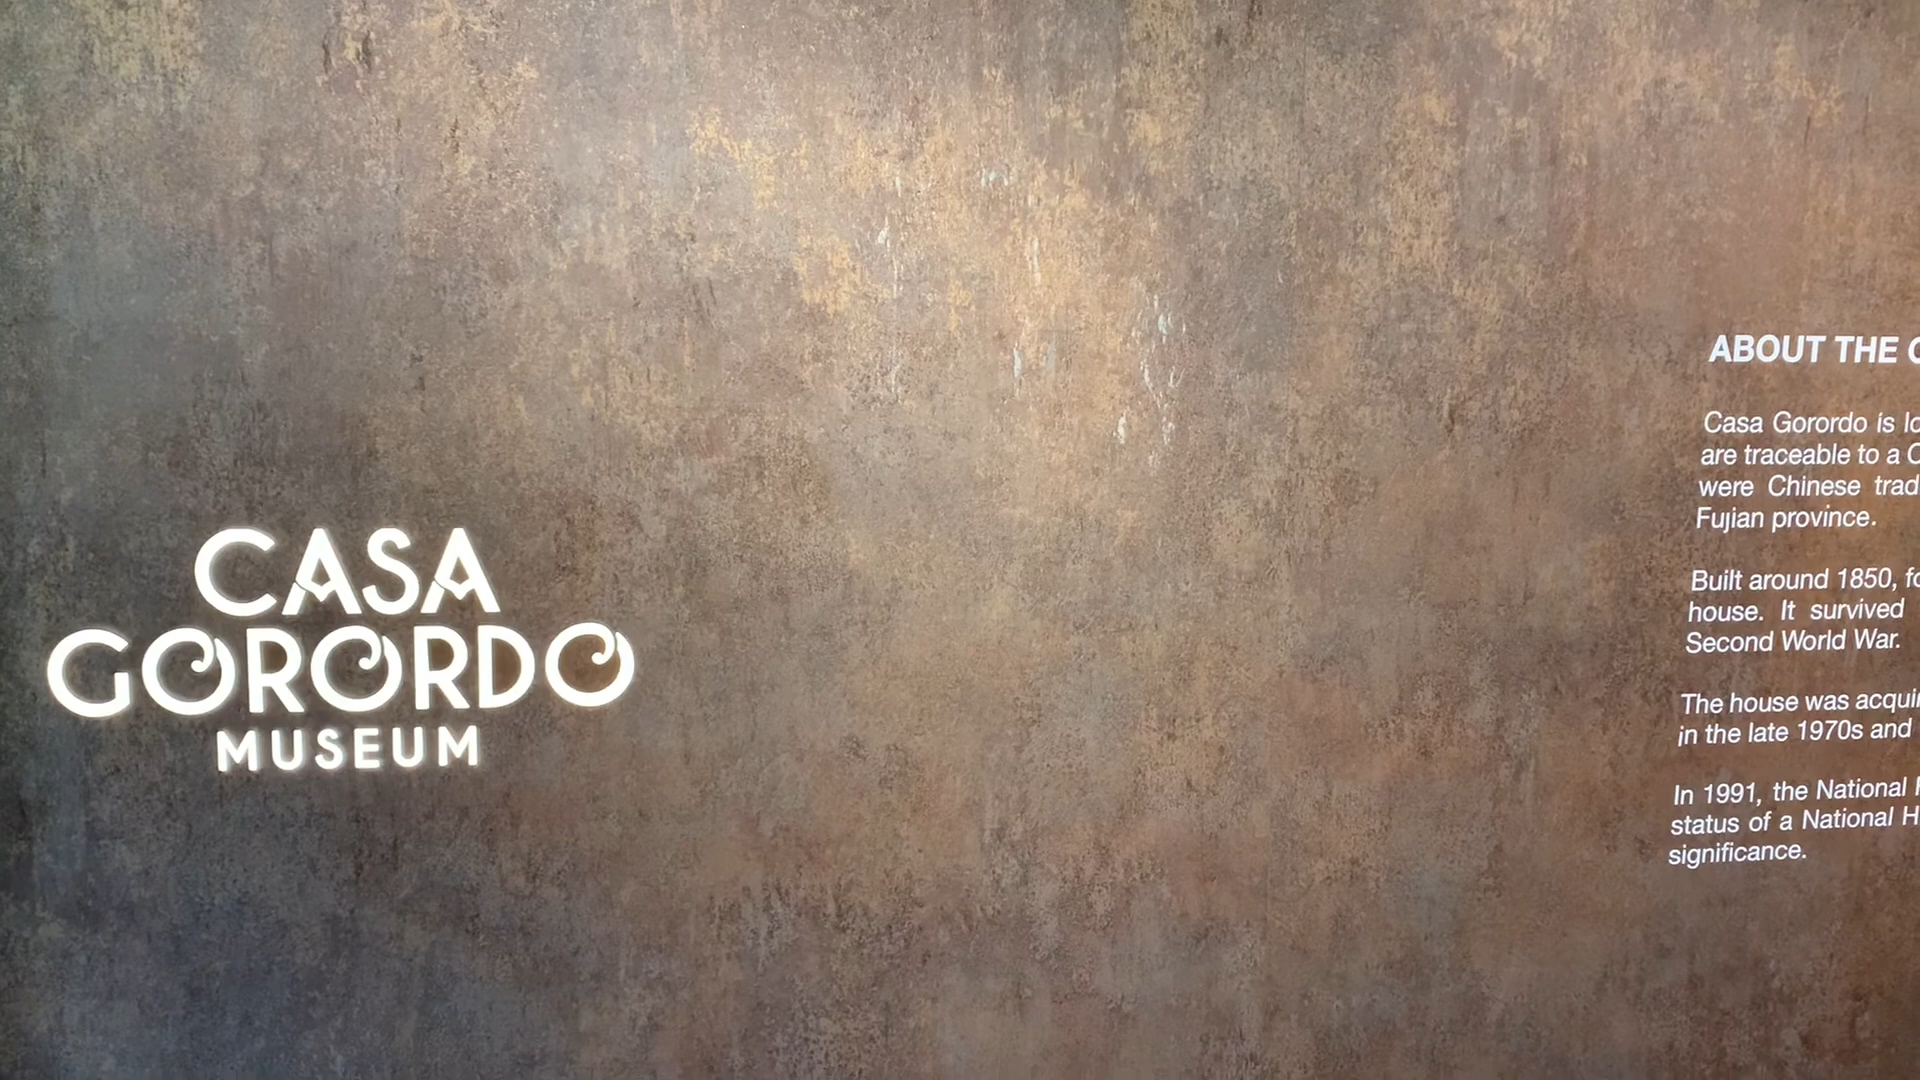 CASA
GORORDO
MUSEUM
ABOUT THE
Casa Gorordo is
are traceable to a
were Chinese
Fujian province.
Built around 1850,
house. It survived
Second World War.
The house was
in the late 1970s and
In 1991, the National
status of a National
significance.